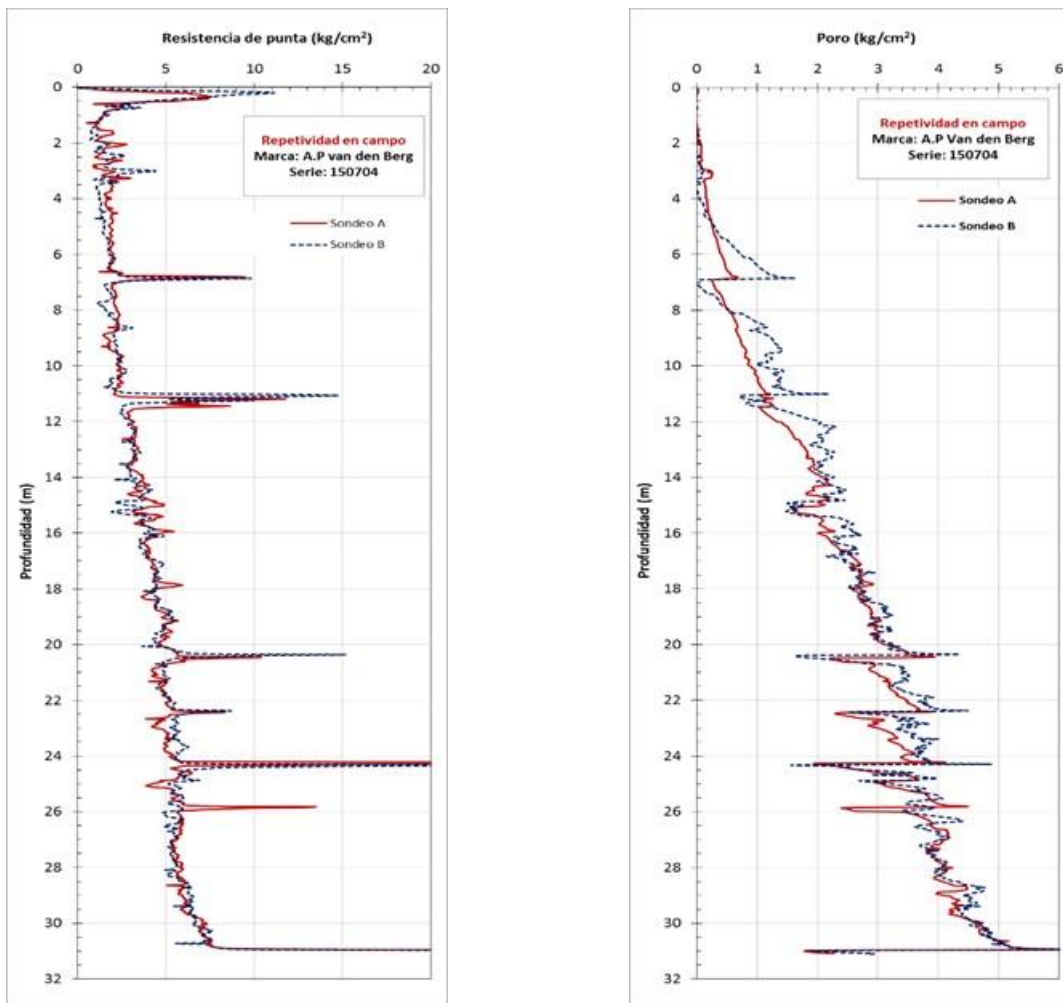 Resistencia de punta (kg/cm²)
0 5 10 15 20
0
2
4
6
8
10
12
14
16
18
20
22
24
26
28
30
32
Profundidad (m)
Repetividad en campo
Marca: A.P van den Berg
Serie: 150704
Sondeo A
Sondeo B
Poro (kg/cm²)
0 1 2 3 4 5 6
0
2
4
6
8
10
12
14
16
18
20
22
24
26
28
30
32
Profundidad (m)
Repetividad en campo
Marca: A.P Van den Berg
Serie: 150704
Sondeo A
Sondeo B